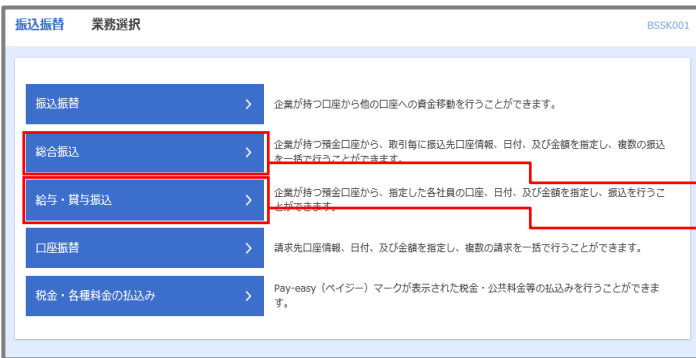 振込振替 業務選択 BSSK001
振込振替
企業が持つ口座から他の口座への資金移動を行うことができます。
総合振込
企業が持つ預金口座から、取引毎に振込先口座情報、日付、及び金額を指定し、複数の振込
を一括で行うことができます。
給与・賞与振込
企業が持つ預金口座から、指定した各社員の口座、日付、及び金額を指定し、振込を行うこ
とができます。
口座振替
請求先口座情報、日付、及び金額を指定し、複数の請求を一括で行うことができます。
税金・各種料金の払込み
Pay-easy（ペイジー）マークが表示された税金・公共料金等の払込みを行うことができま
す。